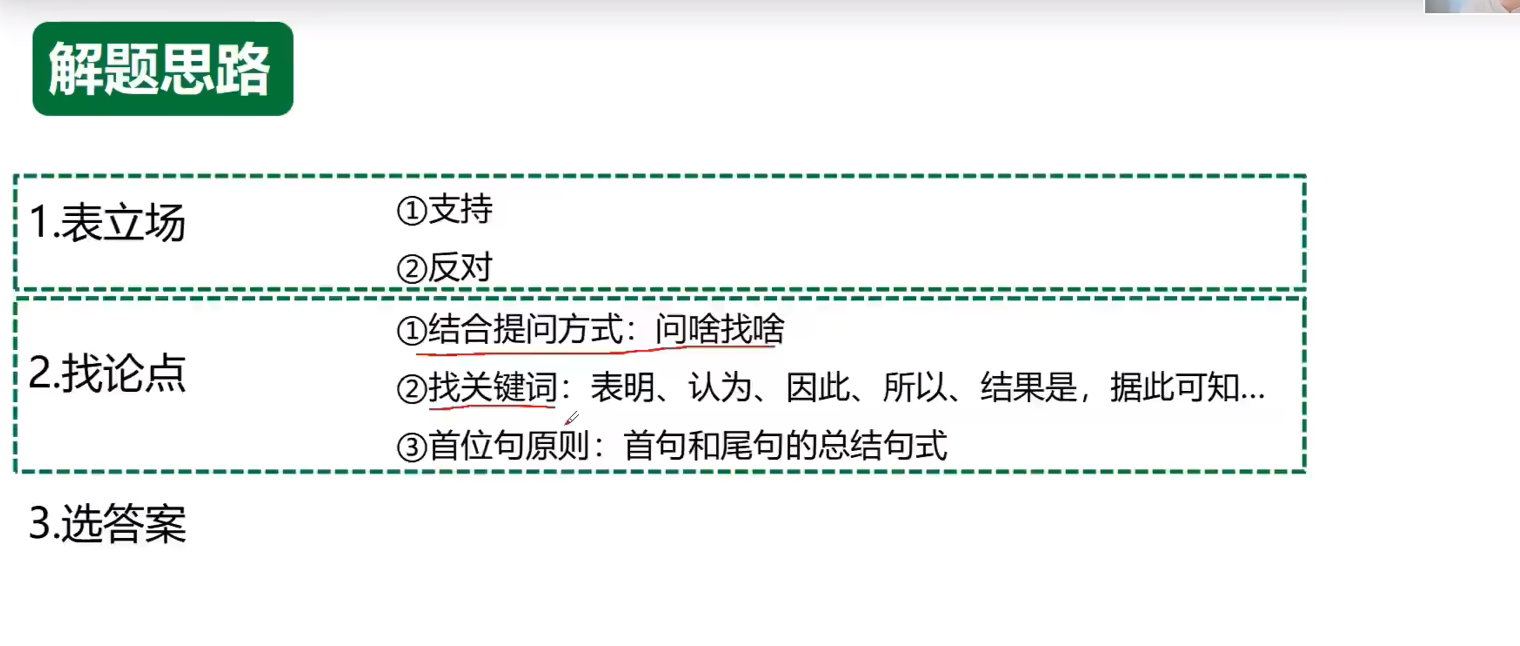 解题思路
1.表立场
①支持
②反对
2.找论点
①结合提问方式：问啥找啥
②找关键词：表明、认为、因此、所以、结果是，据此可知...
③首位句原则：首句和尾句的总结句式
3.选答案